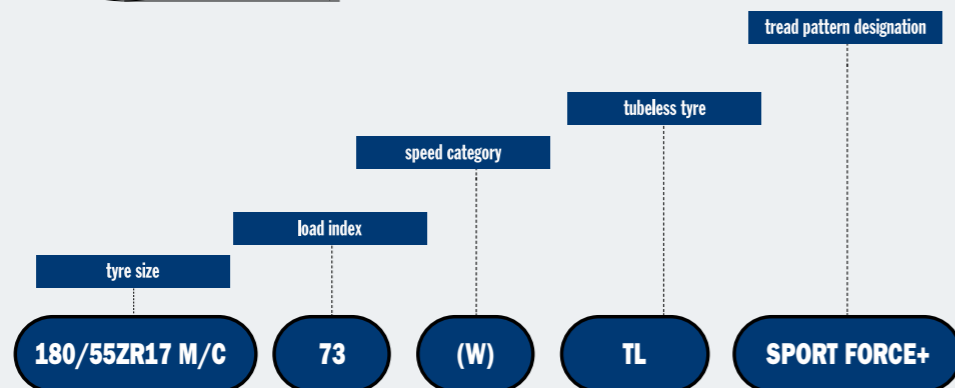 tread pattern designation
tubeless tyre
speed category
load index
tyre size
180/55ZR17 M/C 73 (W) TL SPORT FORCE+